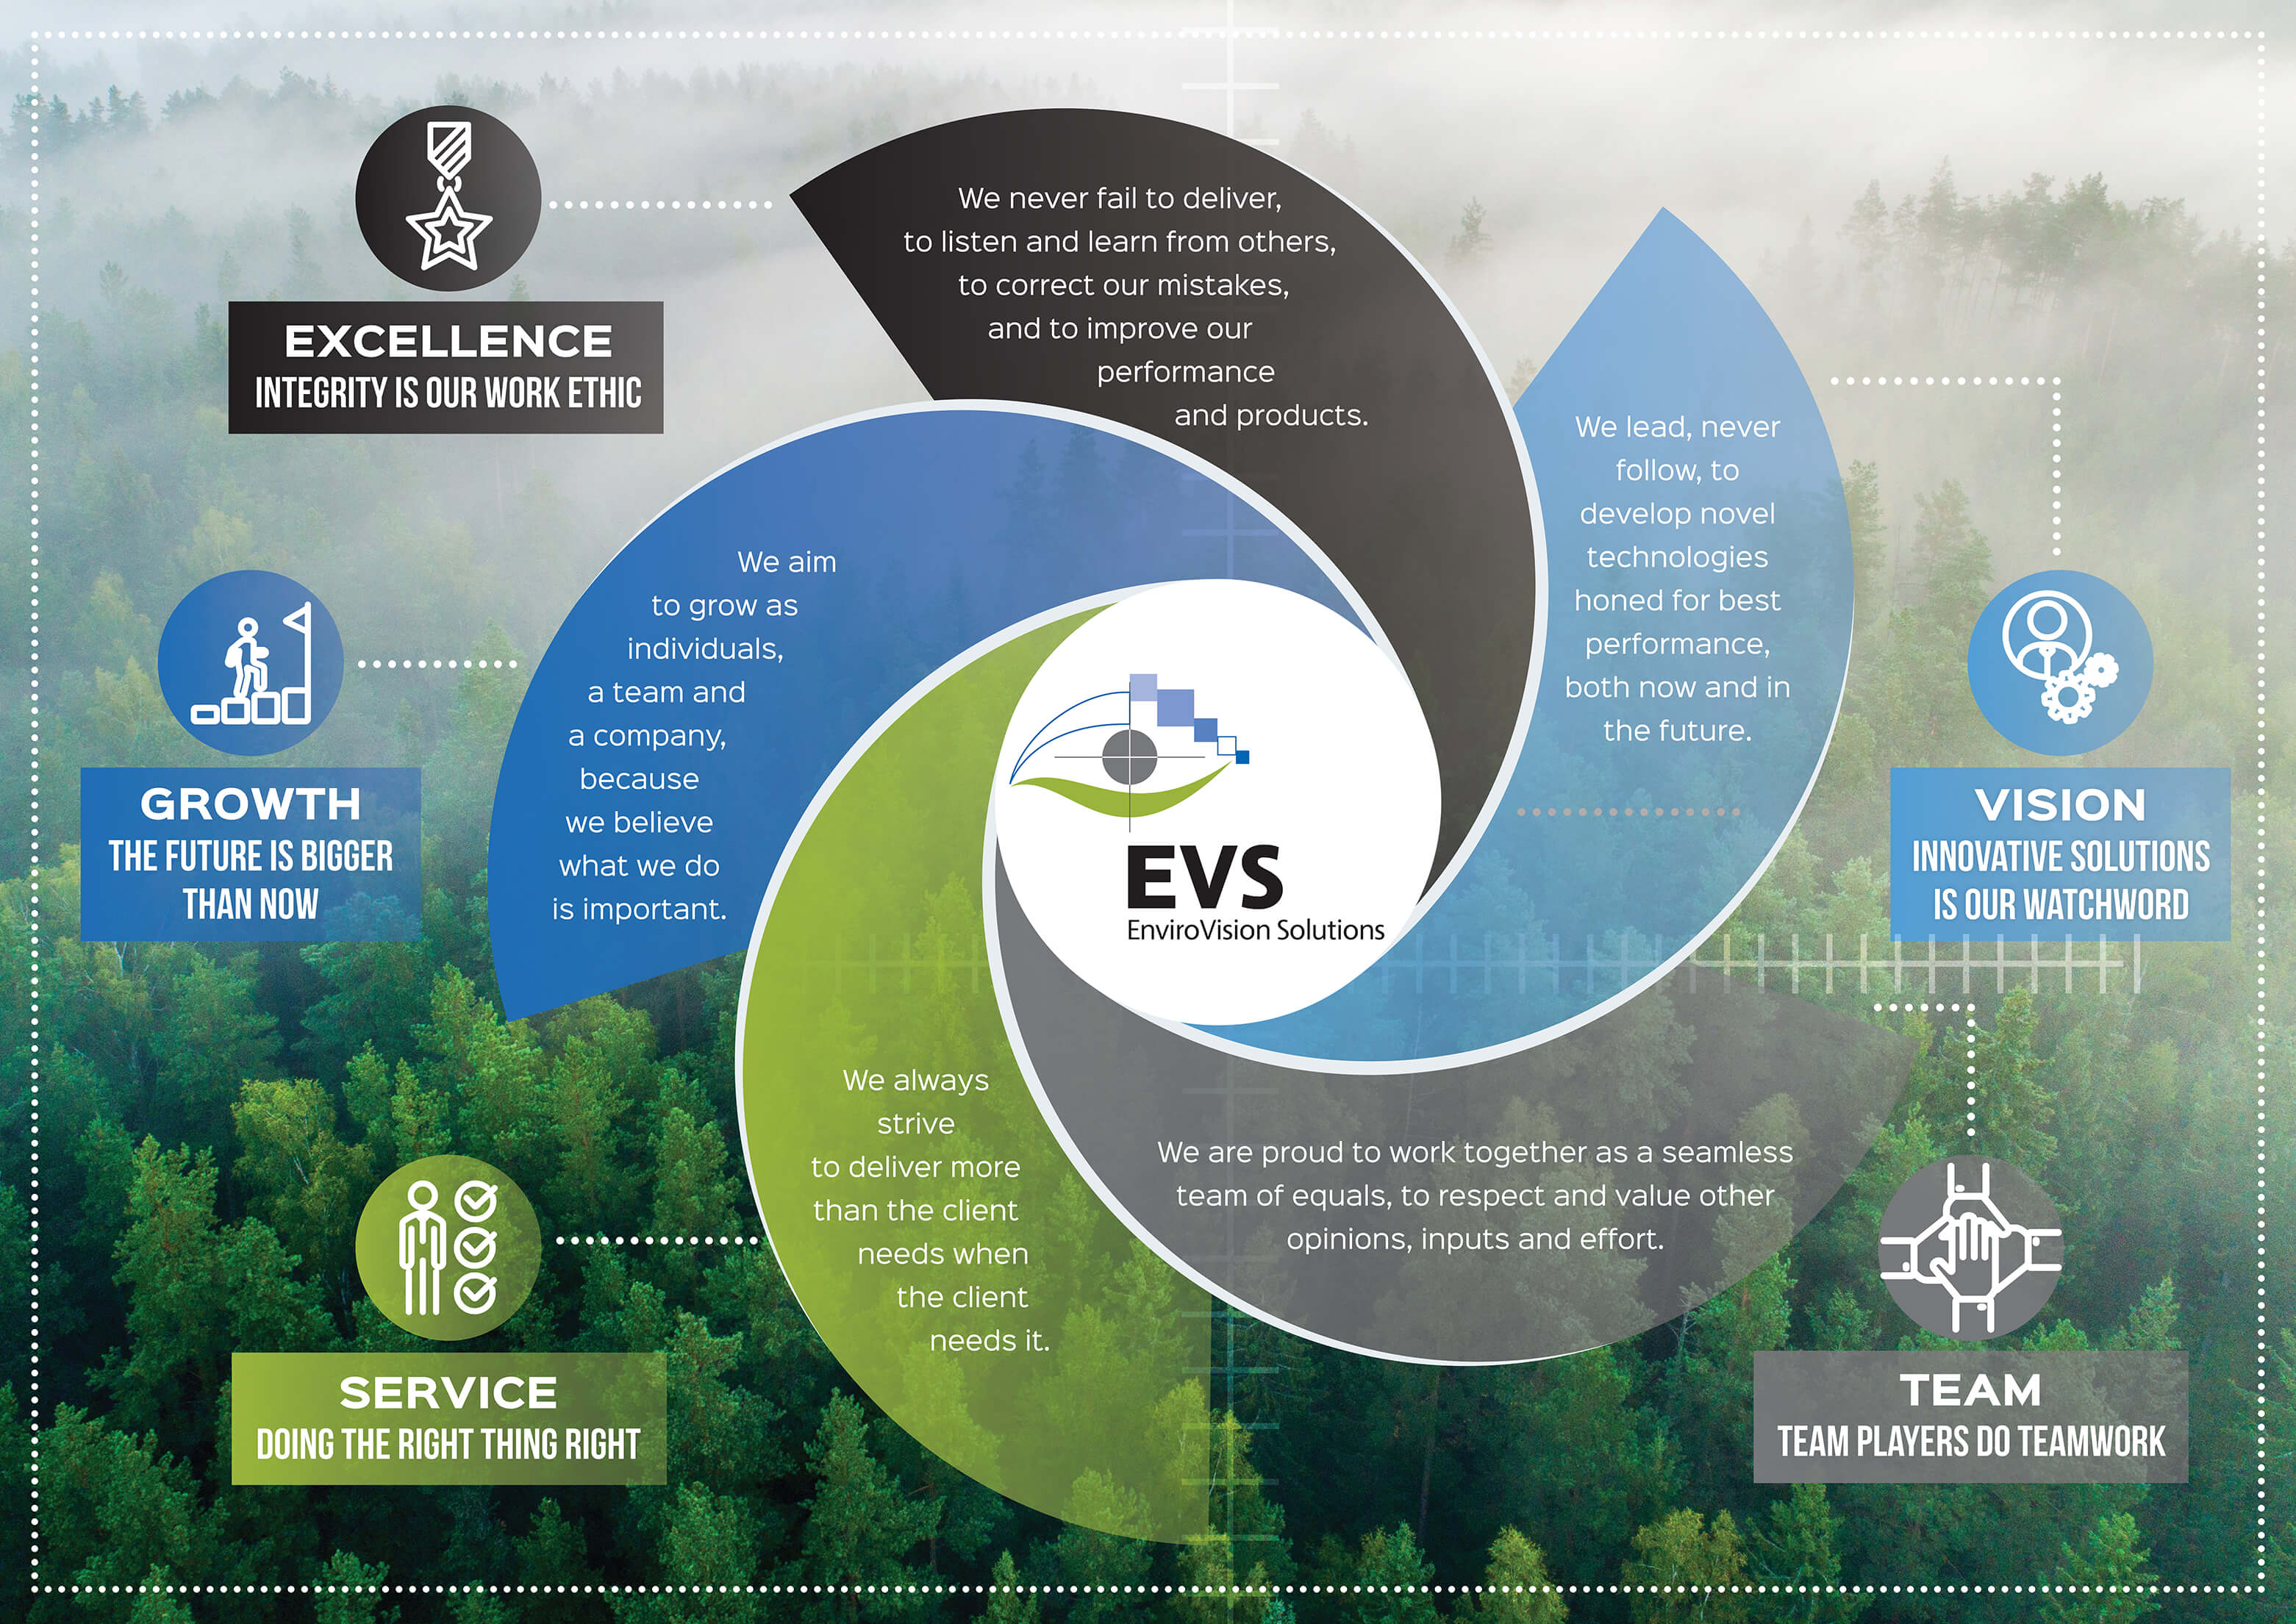 EXCELLENCE
INTEGRITY IS OUR WORK ETHIC
We never fail to deliver,
to listen and learn from others,
to correct our mistakes,
and to improve our
performance
and products.
We lead, never
follow, to
develop novel
technologies
honed for best
performance,
both now and in
the future.
VISION
INNOVATIVE SOLUTIONS
IS OUR WATCHWORD
GROWTH
THE FUTURE IS BIGGER
THAN NOW
We aim
to grow as
individuals,
a team and
a company,
because
we believe
what we do
is important.
EVS
EnviroVision Solutions
SERVICE
DOING THE RIGHT THING RIGHT
We always
strive
to deliver more
than the client
needs when
the client
needs it.
We are proud to work together as a seamless
team of equals, to respect and value other
opinions, inputs and effort.
TEAM
TEAM PLAYERS DO TEAMWORK